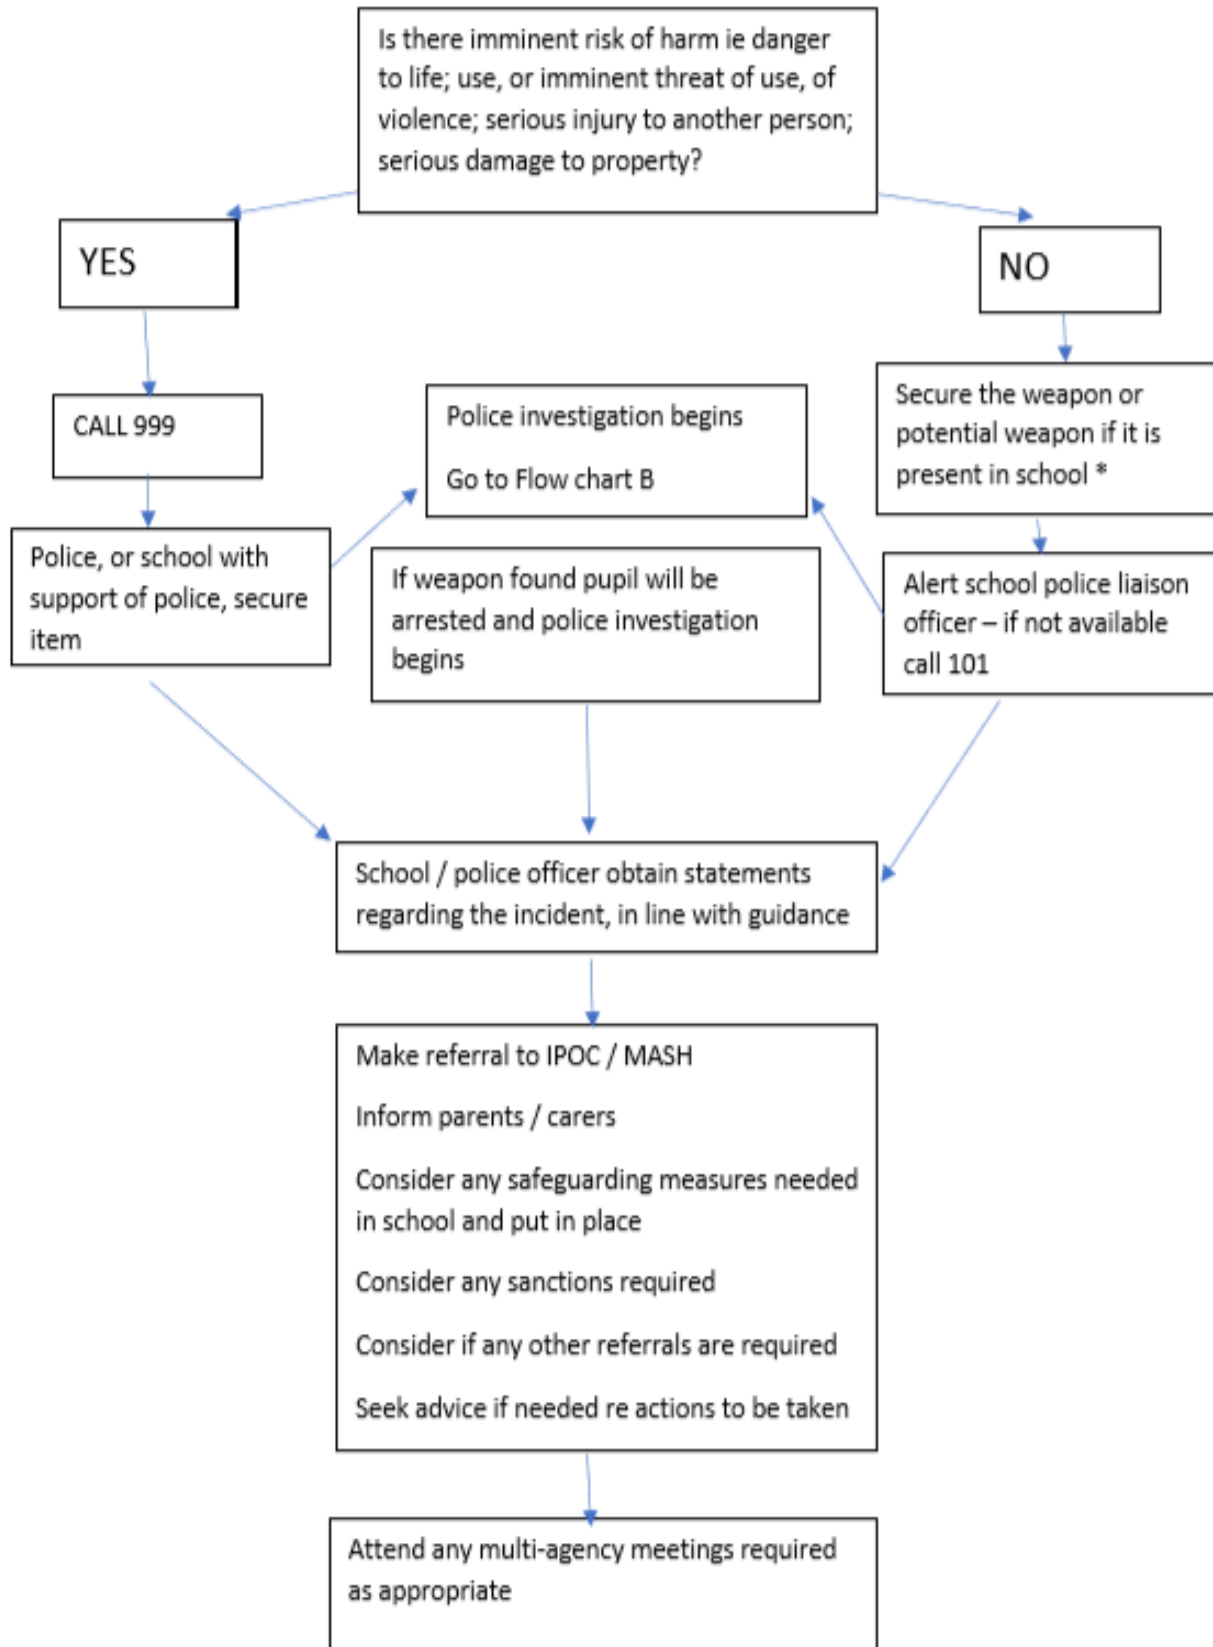 Is there imminent risk of harm ie danger
to life; use, or imminent threat of use, of
violence; serious injury to another person;
serious damage to property?
YES
NO
CALL 999
Police investigation begins
Go to Flow chart B
Secure the weapon or
potential weapon if it is
present in school *
Police, or school with
support of police, secure
item
If weapon found pupil will be
arrested and police investigation
begins
Alert school police liaison
officer – if not available
call 101
School / police officer obtain statements
regarding the incident, in line with guidance
Make referral to IPOC / MASH
Inform parents / carers
Consider any safeguarding measures needed
in school and put in place
Consider any sanctions required
Consider if any other referrals are required
Seek advice if needed re actions to be taken
Attend any multi-agency meetings required
as appropriate